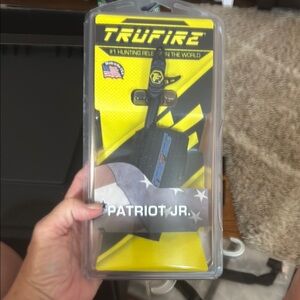 TRUFIRE
#1 HUNTING RELEASE IN THE WORLD
PATRIOT JR.